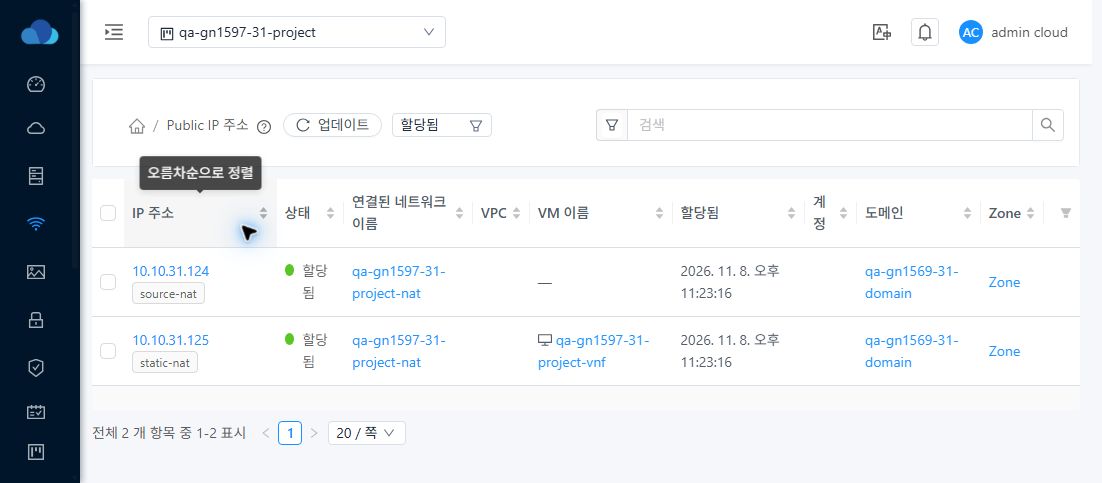 qa-gn1597-31-project
AC admin cloud
/ Public IP 주소 업데이트 할당됨 검색
오름차순으로 정렬
IP 주소 상태 연결된 네트워크 이름 VPC VM 이름 할당됨 계정 도메인 Zone
10.10.31.124 할당됨 qa-gn1597-31-project-nat — 2026. 11. 8. 오후 11:23:16 qa-gn1569-31-domain Zone
source-nat
10.10.31.125 할당됨 qa-gn1597-31-project-nat qa-gn1597-31-project-vnf 2026. 11. 8. 오후 11:23:16 qa-gn1569-31-domain Zone
static-nat
전체 2 개 항목 중 1-2 표시 < 1 > 20 / 쪽